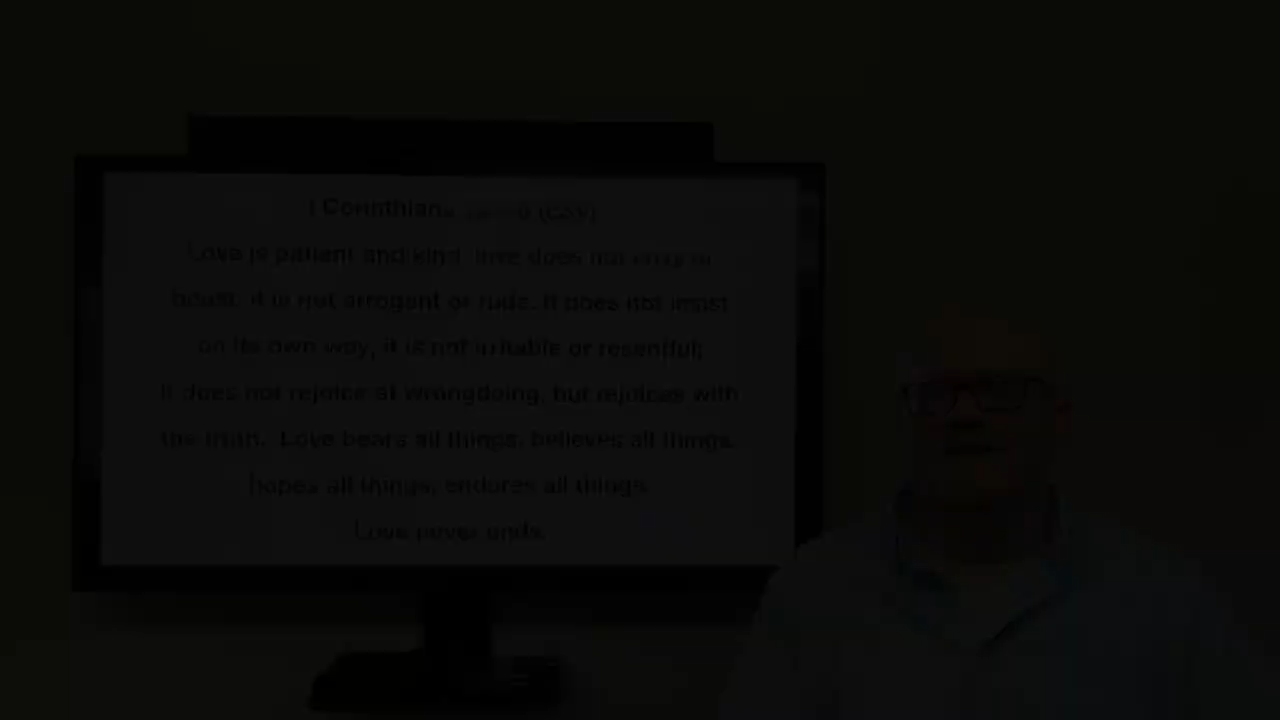 1 Corinthians
Love is patient and kind; love does not envy or
boast; it is not arrogant or rude. It does not insist
on its own way; it is not irritable or resentful;
it does not rejoice at wrongdoing, but rejoices with
the truth. Love bears all things, believes all things,
hopes all things, endures all things.
Love never ends.